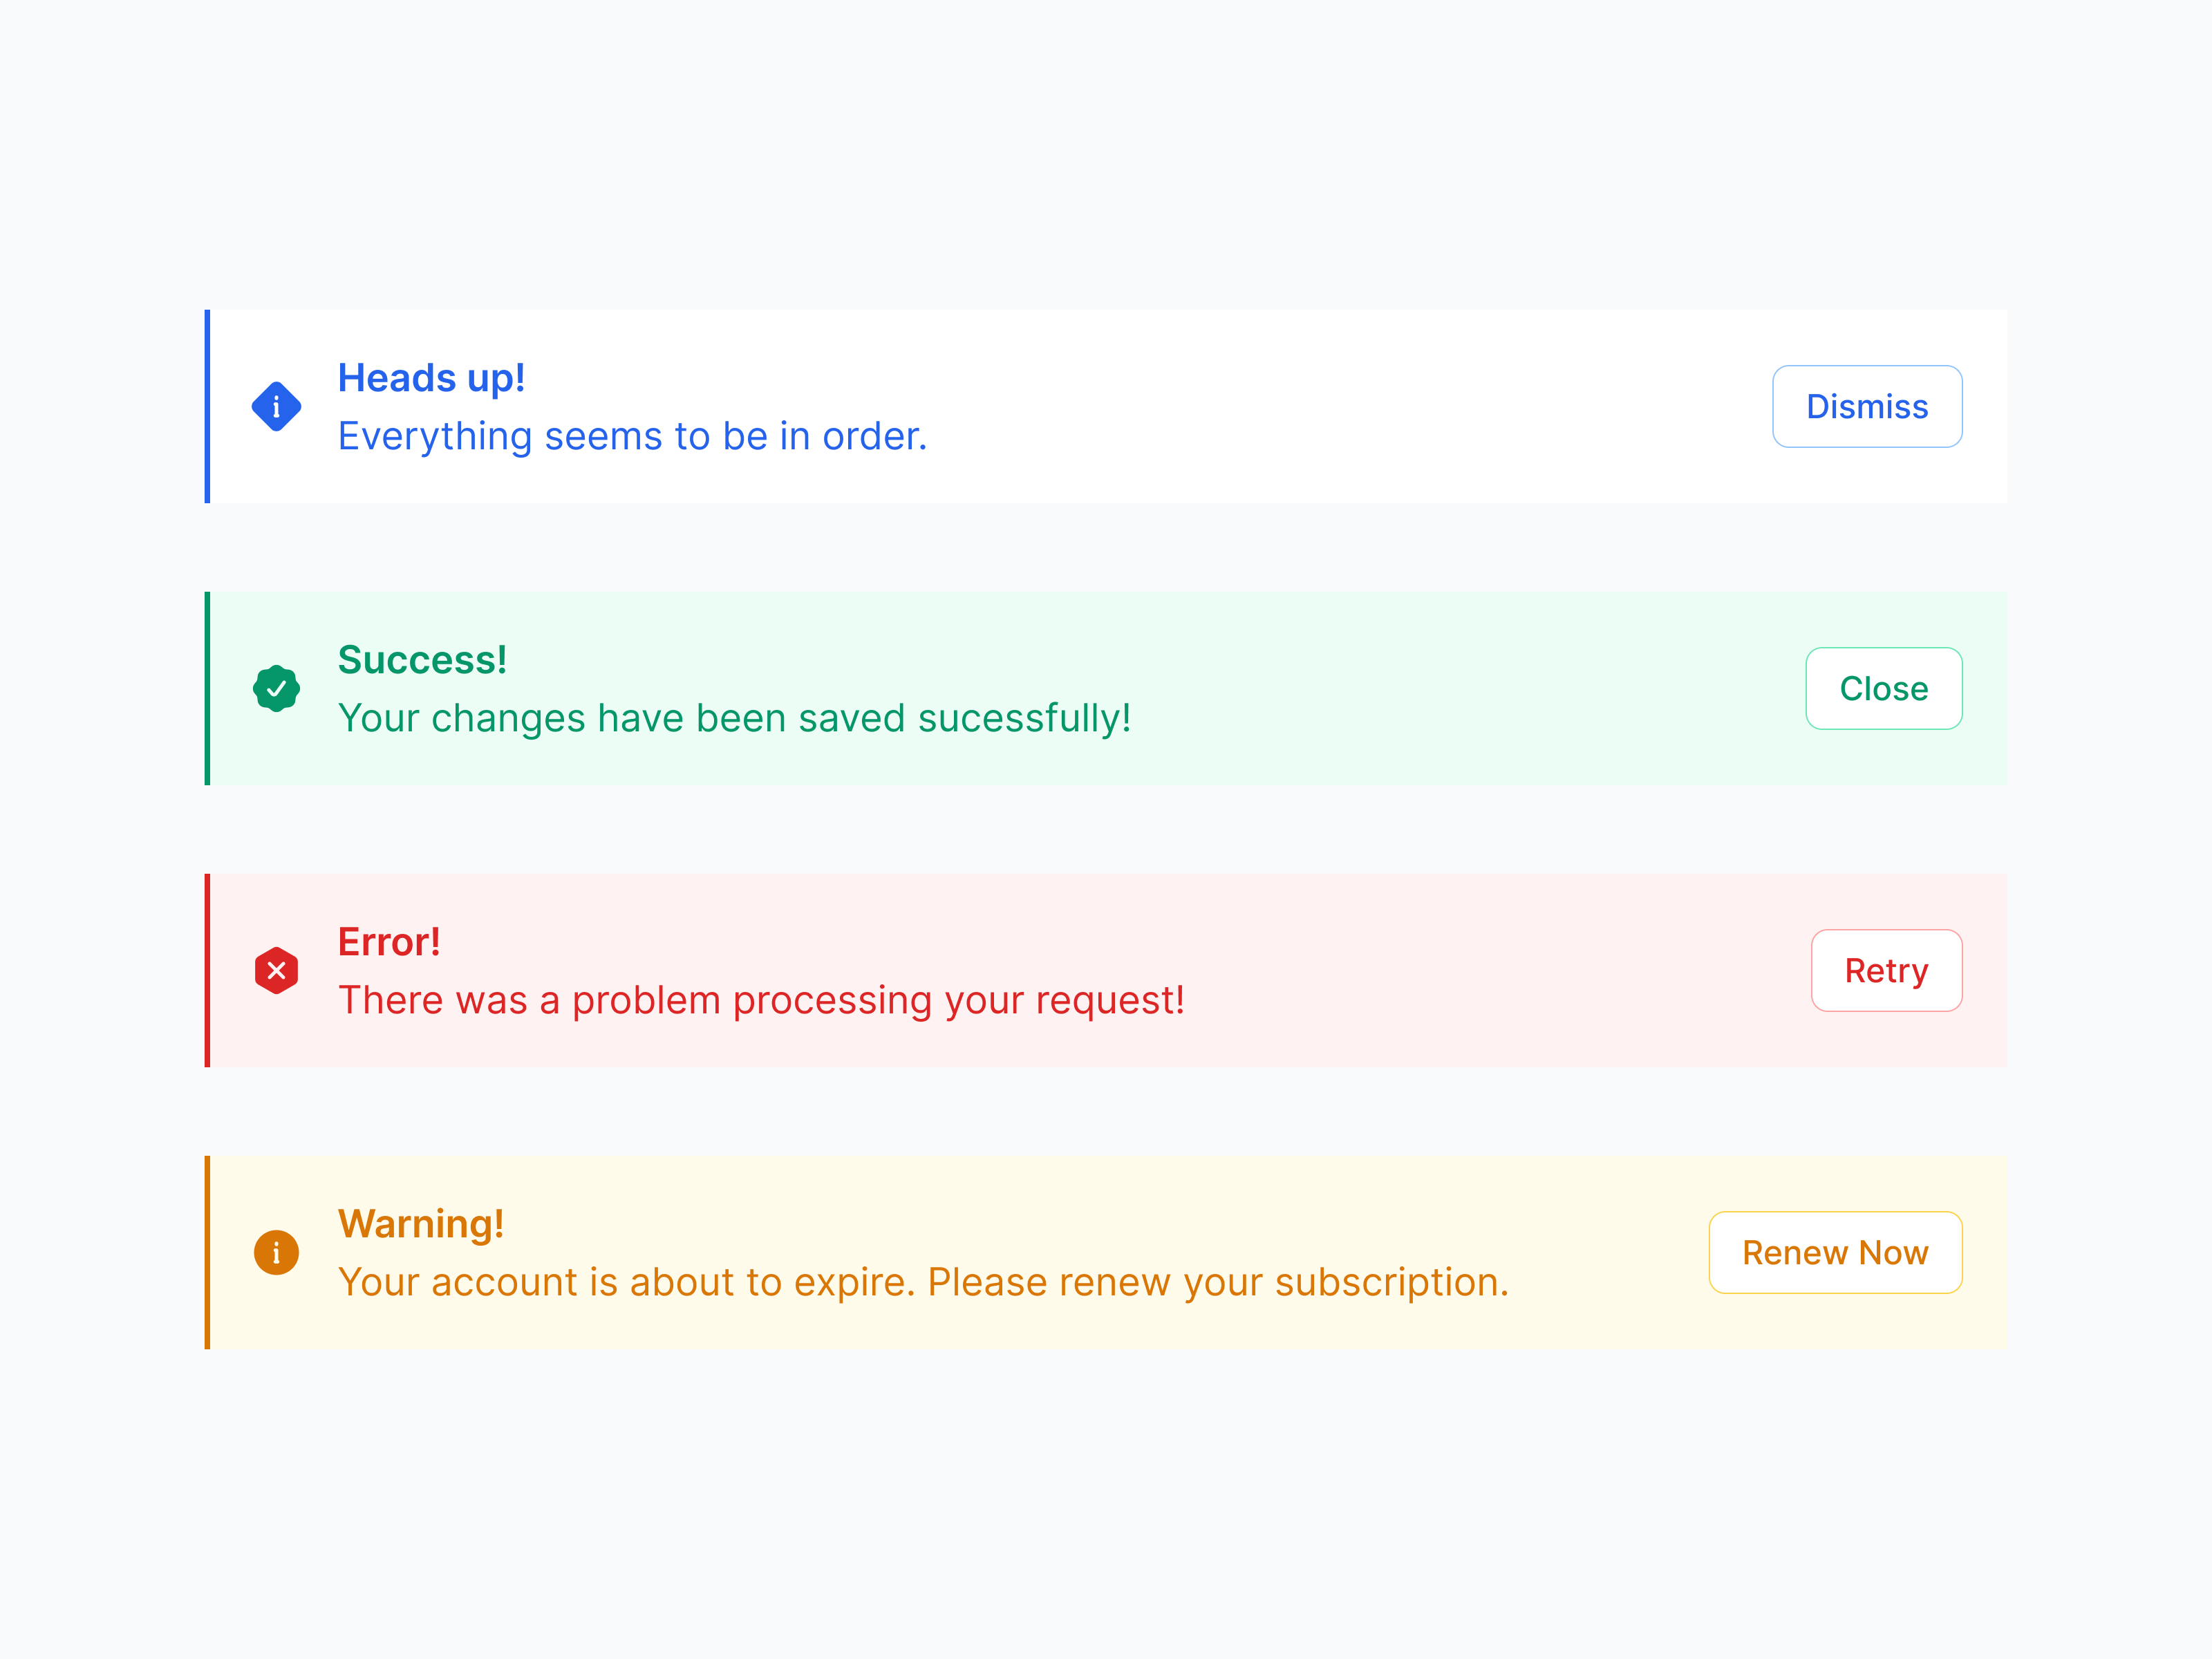 Heads up!
Everything seems to be in order.
Dismiss
Success!
Your changes have been saved sucessfully!
Close
Error!
There was a problem processing your request!
Retry
Warning!
Your account is about to expire. Please renew your subscription.
Renew Now